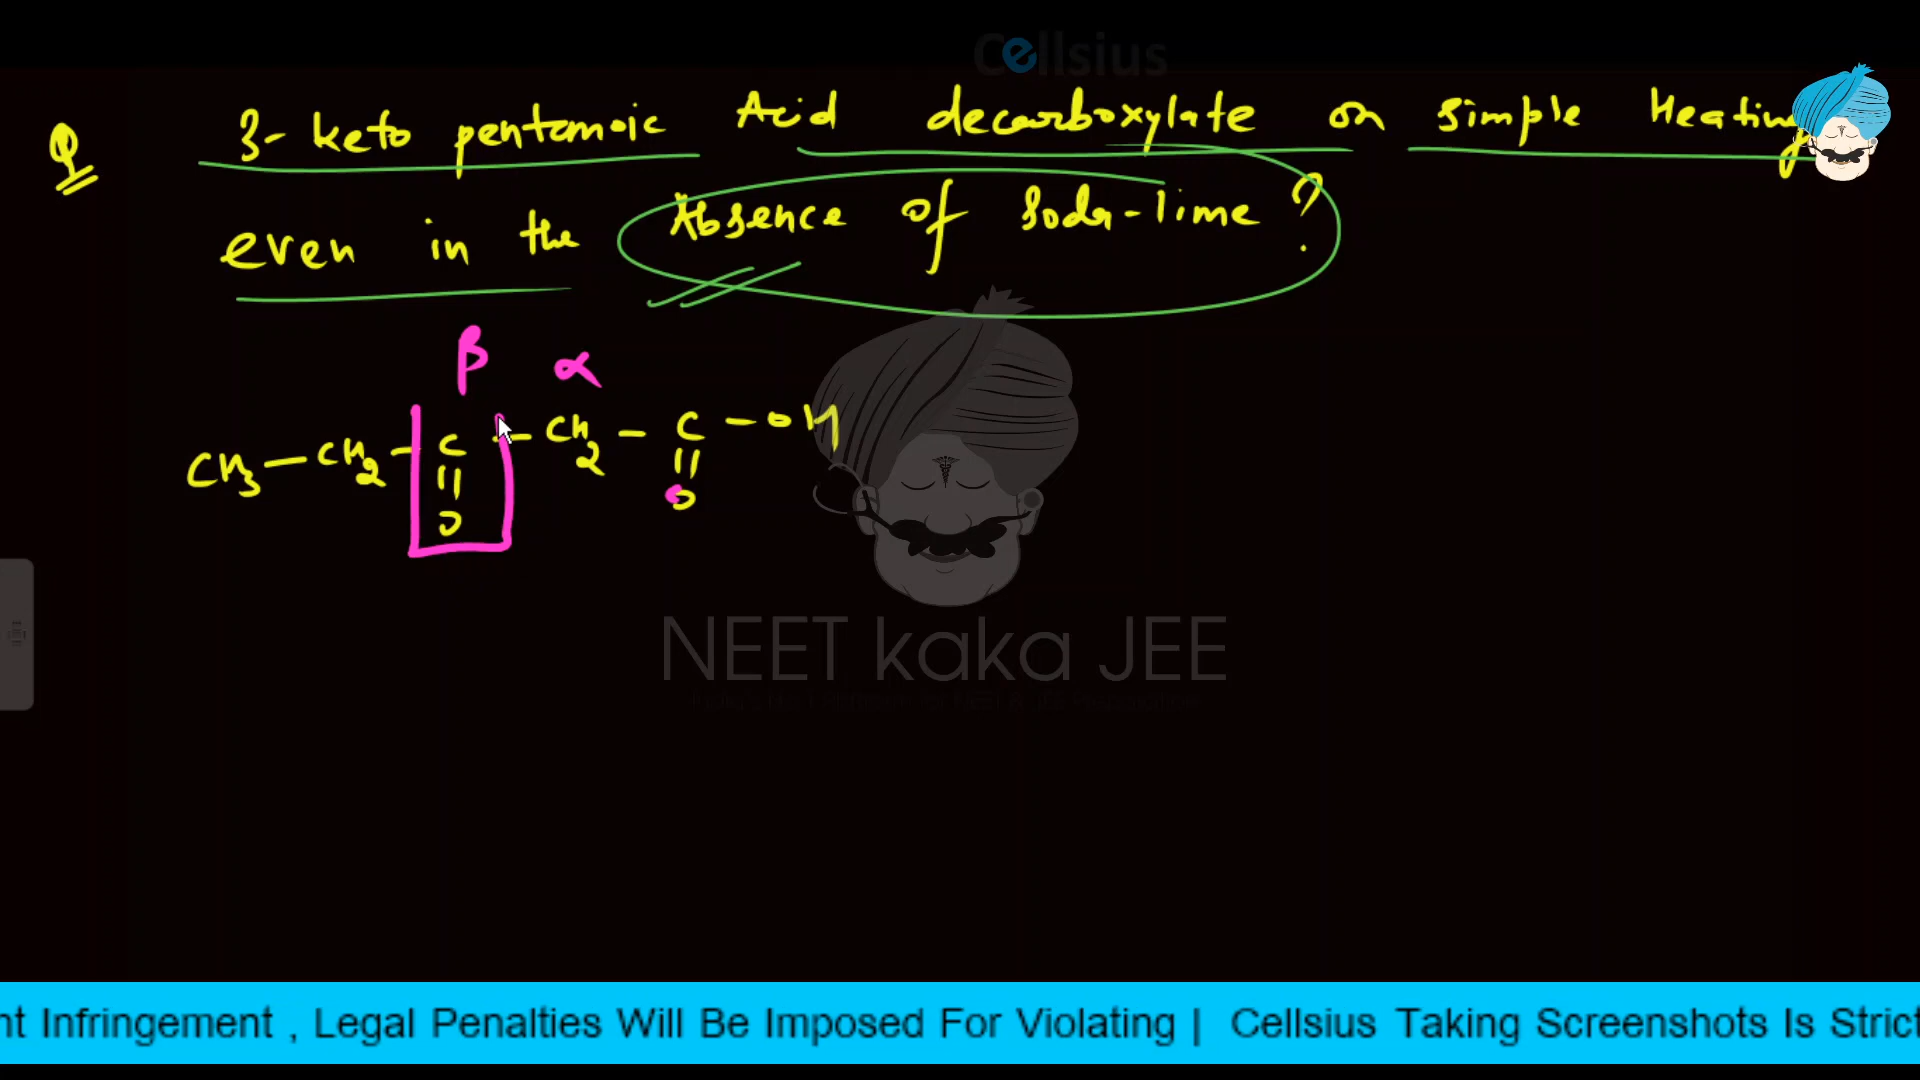 Cellsius
Q 3-keto pentanoic Acid decarboxylate on simple Heating
even in the Absence of Soda-lime ?
β α
CH3 — CH2 - C - CH2 - C - OH
O O
NEET kaka JEE
nt Infringement , Legal Penalties Will Be Imposed For Violating | Cellsius Taking Screenshots Is Strict